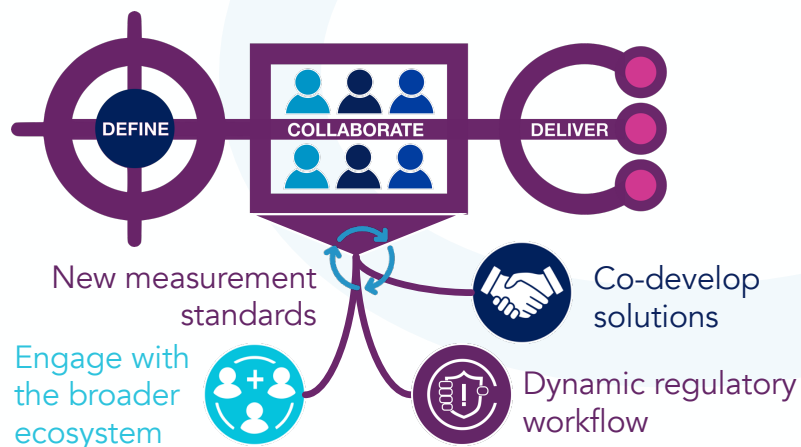 DEFINE
COLLABORATE
DELIVER
New measurement
standards
Co-develop
solutions
Engage with
the broader
ecosystem
Dynamic regulatory
workflow